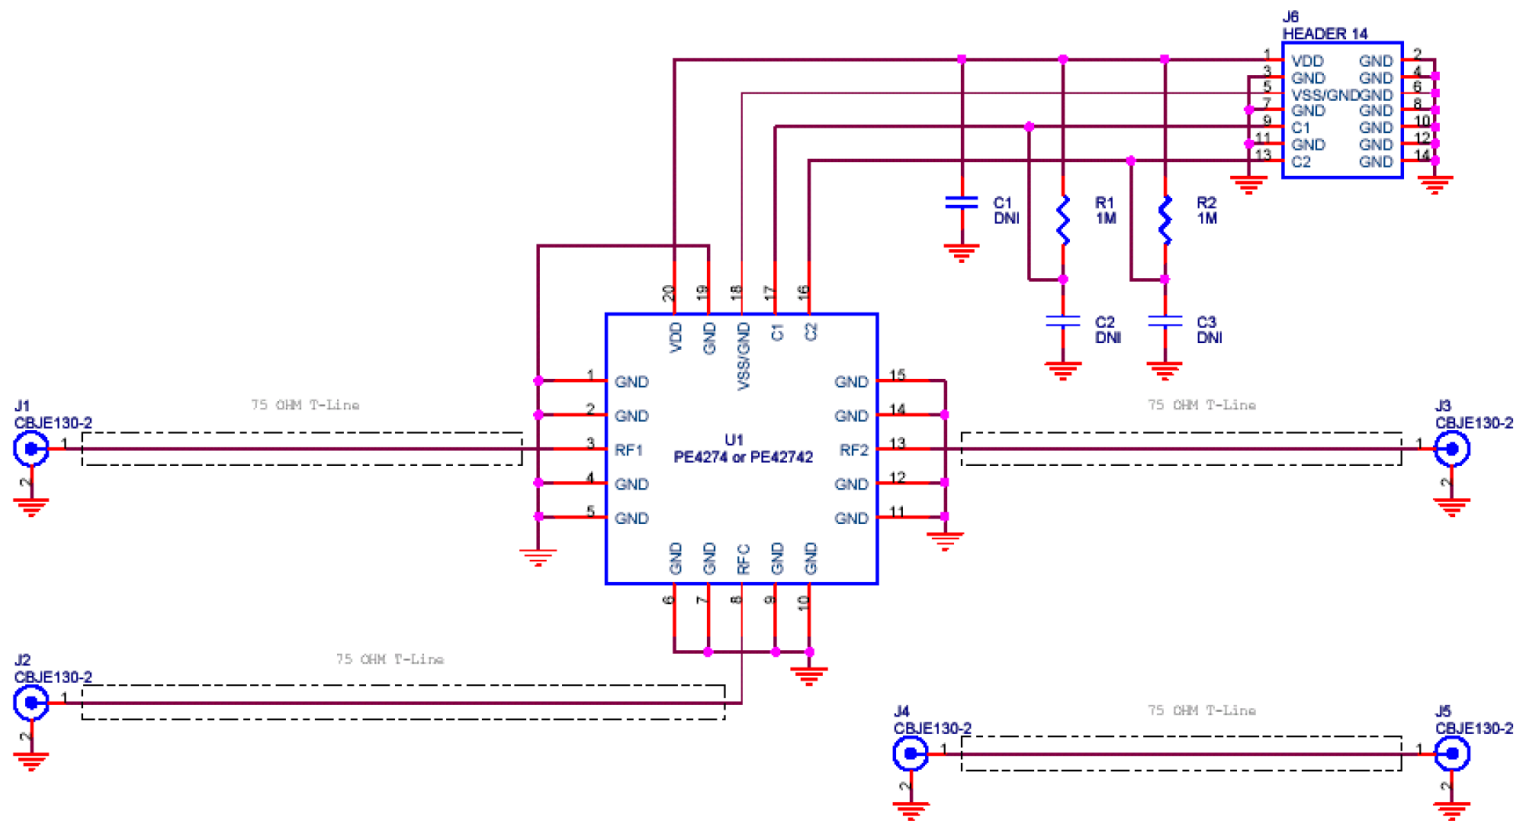 J6
HEADER 14
1 VDD GND 2
3 GND GND 4
5 VSS/GND GND 6
7 GND GND 8
9 C1 GND 10
11 GND GND 12
13 C2 GND 14
C1
DNI
R1
1M
R2
1M
C2
DNI
C3
DNI
20 19 18 17 16
VDD GND VSS/GND C1 C2
1 GND GND 15
2 GND GND 14
3 RF1 RF2 13
4 GND GND 12
5 GND GND 11
U1
PE4274 or PE42742
GND GND RFC GND GND
6 7 8 9 10
J1
CBJE130-2
1
2
75 OHM T-Line
75 OHM T-Line
J3
CBJE130-2
1
2
J2
CBJE130-2
1
2
75 OHM T-Line
J4
CBJE130-2
1
2
75 OHM T-Line
J5
CBJE130-2
1
2